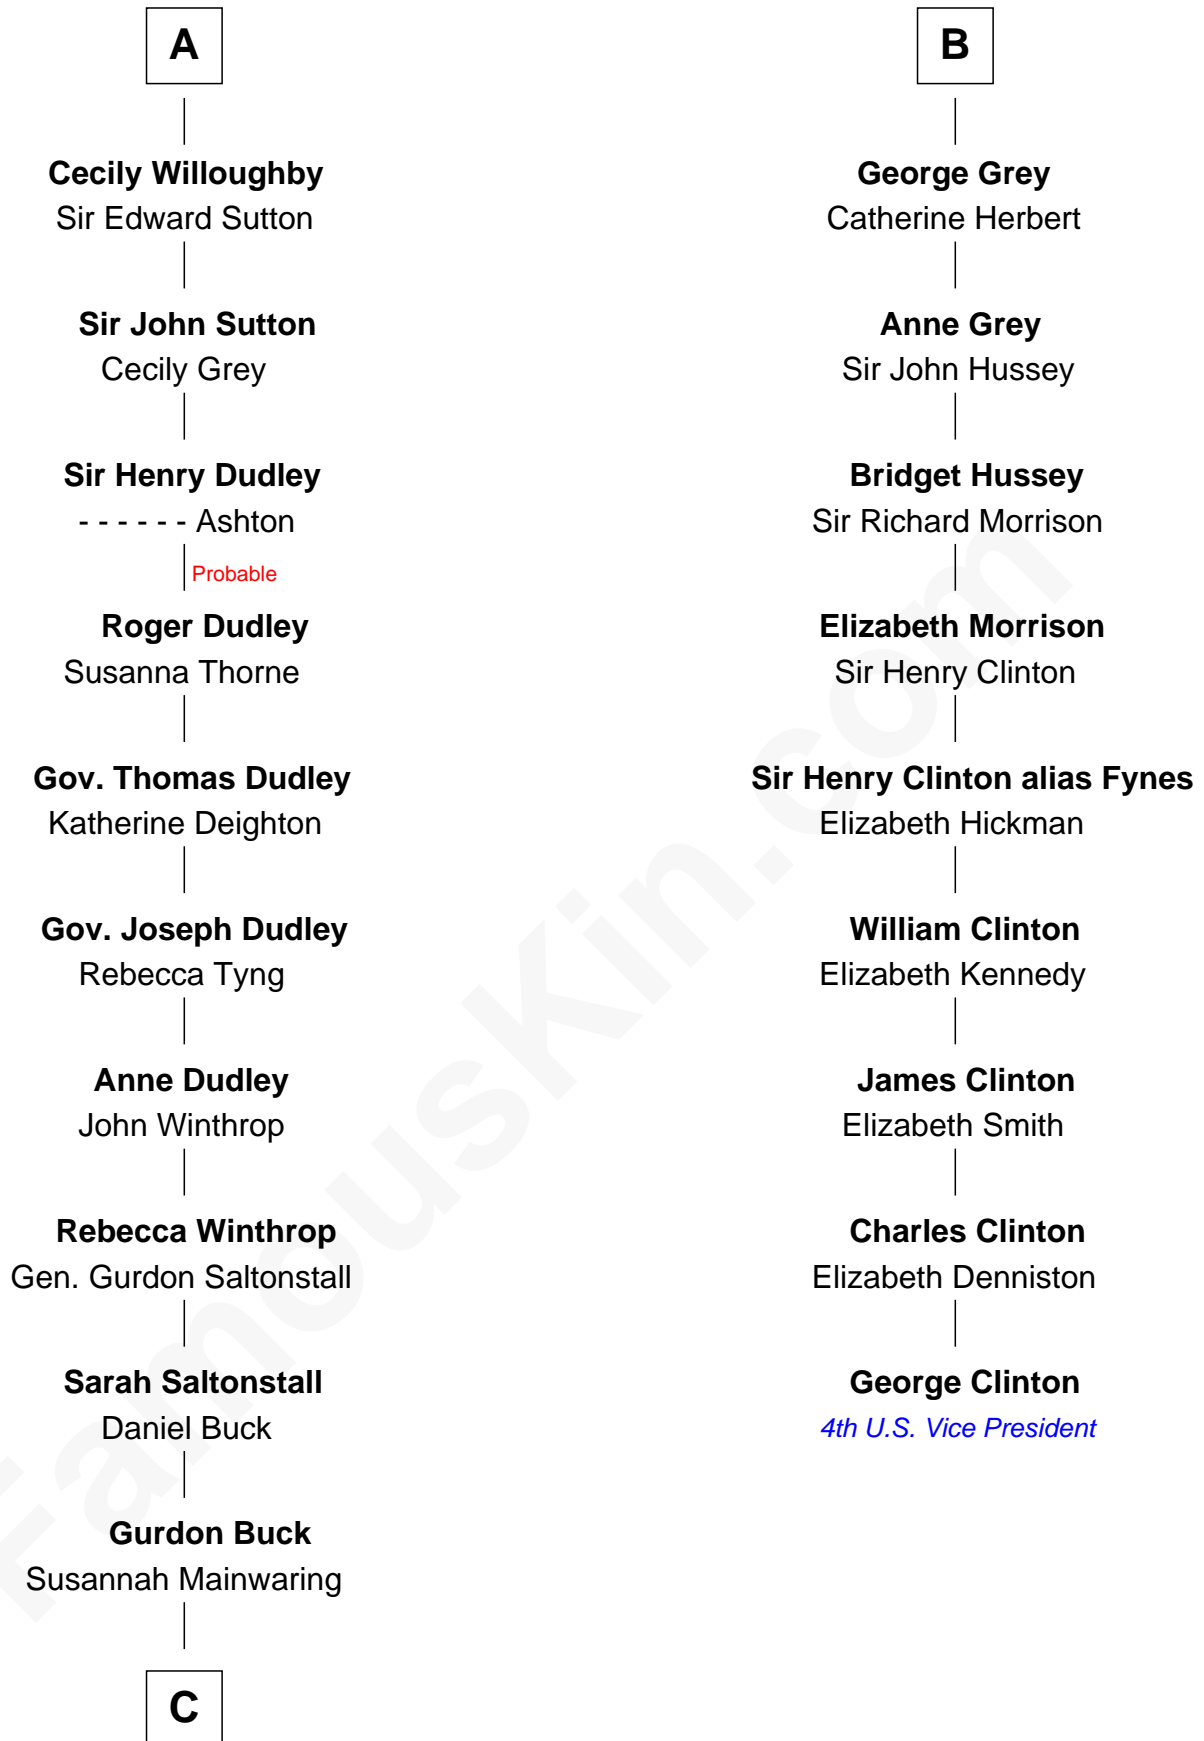 A
Cecily Willoughby
Sir Edward Sutton
Sir John Sutton
Cecily Grey
Sir Henry Dudley
- - - - - - Ashton
Probable
Roger Dudley
Susanna Thorne
Gov. Thomas Dudley
Katherine Deighton
Gov. Joseph Dudley
Rebecca Tyng
Anne Dudley
John Winthrop
Rebecca Winthrop
Gen. Gurdon Saltonstall
Sarah Saltonstall
Daniel Buck
Gurdon Buck
Susannah Mainwaring
C
B
George Grey
Catherine Herbert
Anne Grey
Sir John Hussey
Bridget Hussey
Sir Richard Morrison
Elizabeth Morrison
Sir Henry Clinton
Sir Henry Clinton alias Fynes
Elizabeth Hickman
William Clinton
Elizabeth Kennedy
James Clinton
Elizabeth Smith
Charles Clinton
Elizabeth Denniston
George Clinton
4th U.S. Vice President
FamousKin.com